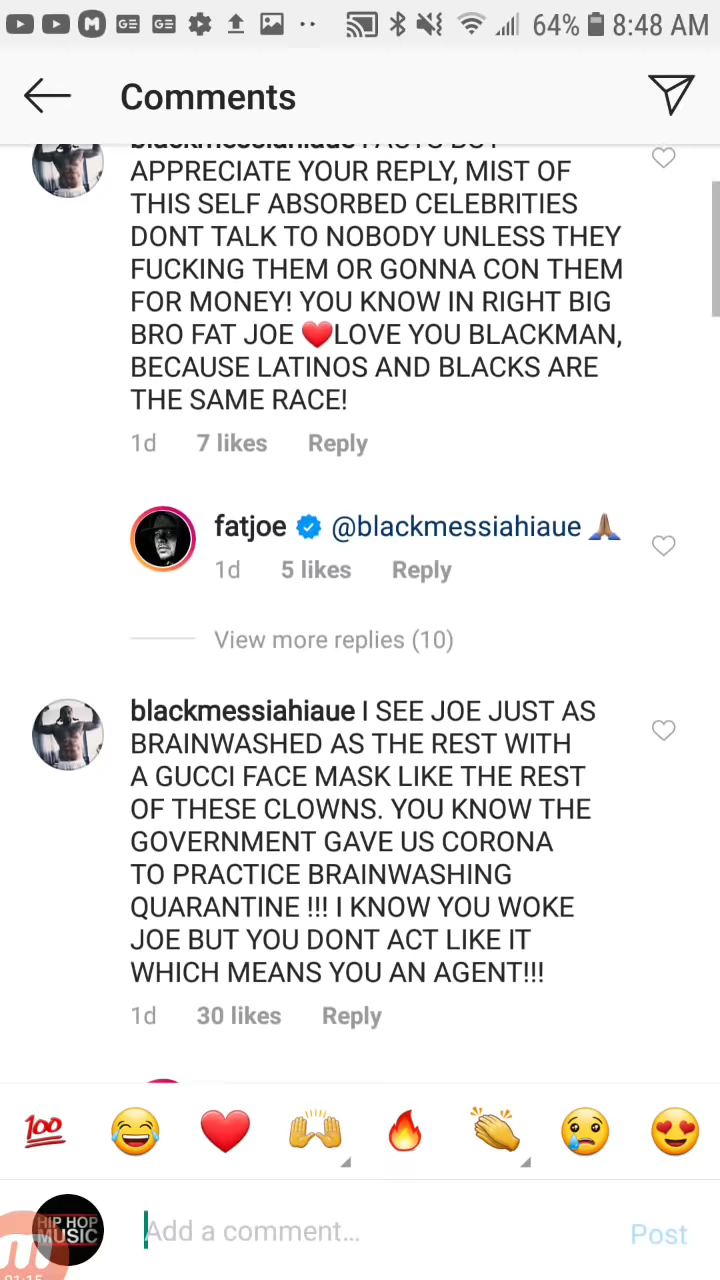 64% 8:48 AM
Comments
blackmessiahiaue FACTS BUT
APPRECIATE YOUR REPLY, MIST OF
THIS SELF ABSORBED CELEBRITIES
DONT TALK TO NOBODY UNLESS THEY
FUCKING THEM OR GONNA CON THEM
FOR MONEY! YOU KNOW IN RIGHT BIG
BRO FAT JOE ❤️LOVE YOU BLACKMAN,
BECAUSE LATINOS AND BLACKS ARE
THE SAME RACE!
1d 7 likes Reply
fatjoe @blackmessiahiaue 🙏🏽
1d 5 likes Reply
View more replies (10)
blackmessiahiaue I SEE JOE JUST AS
BRAINWASHED AS THE REST WITH
A GUCCI FACE MASK LIKE THE REST
OF THESE CLOWNS. YOU KNOW THE
GOVERNMENT GAVE US CORONA
TO PRACTICE BRAINWASHING
QUARANTINE !!! I KNOW YOU WOKE
JOE BUT YOU DONT ACT LIKE IT
WHICH MEANS YOU AN AGENT!!!
1d 30 likes Reply
💯 😂 ❤️ 🙌 🔥 👏 😢 😍
HIP HOP
MUSIC
Add a comment...
Post
01:15